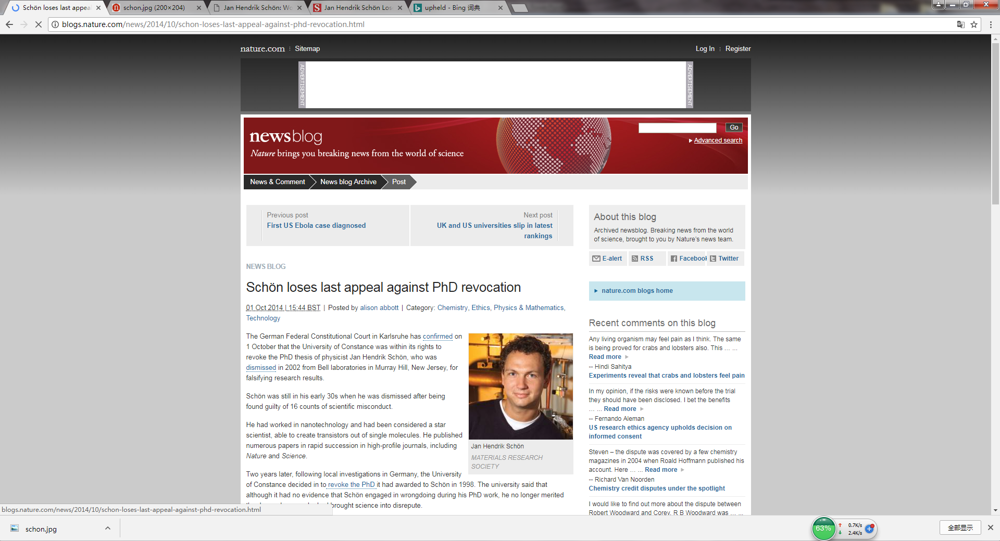 Schön loses last appea
schon.jpg (200×204)
Jan Hendrik Schön: Wo
Jan Hendrik Schön Los
upheld - Bing 词典
blogs.nature.com/news/2014/10/schon-loses-last-appeal-against-phd-revocation.html
nature.com
Sitemap
Log In
Register
ADVERTISEMENT
ADVERTISEMENT
newsblog
Nature brings you breaking news from the world of science
Go
Advanced search
News & Comment
News blog Archive
Post
Previous post
First US Ebola case diagnosed
Next post
UK and US universities slip in latest
rankings
NEWS BLOG
Schön loses last appeal against PhD revocation
01 Oct 2014 | 15:44 BST | Posted by alison abbott | Category: Chemistry, Ethics, Physics & Mathematics,
Technology
The German Federal Constitutional Court in Karlsruhe has confirmed on
1 October that the University of Constance was within its rights to
revoke the PhD thesis of physicist Jan Hendrik Schön, who was
dismissed in 2002 from Bell laboratories in Murray Hill, New Jersey, for
falsifying research results.
Schön was still in his early 30s when he was dismissed after being
found guilty of 16 counts of scientific misconduct.
He had worked in nanotechnology and had been considered a star
scientist, able to create transistors out of single molecules. He published
numerous papers in rapid succession in high-profile journals, including
Nature and Science.
Jan Hendrik Schön
MATERIALS RESEARCH
SOCIETY
Two years later, following local investigations in Germany, the University
of Constance decided in to revoke the PhD it had awarded to Schön in 1998. The university said that
although it had no evidence that Schön engaged in wrongdoing during his PhD work, he no longer merited
brought science into disrepute.
About this blog
Archived newsblog. Breaking news from the world
of science, brought to you by Nature's news team.
E-alert
RSS
Facebook
Twitter
nature.com blogs home
Recent comments on this blog
Any living organism may feel pain as I think. The same
is being proved for crabs and lobsters also. This … ...
Read more
-- Hindi Sahitya
Experiments reveal that crabs and lobsters feel pain
In my opinion, if the risks were known before the trial
they should have been disclosed. I bet the benefits
… ... Read more
-- Fernando Aleman
US research ethics agency upholds decision on
informed consent
Steven – the dispute was covered by a few chemistry
magazines in 2004 when Roald Hoffmann published his
account. Here … ... Read more
-- Richard Van Noorden
Chemistry credit disputes under the spotlight
I would like to find out more about the dispute between
Robert Woodward and Corey. R B Woodward was … ...
blogs.nature.com/news/2014/10/schon-loses-last-appeal-against-phd-revocation.html
schon.jpg
63%
0.7K/s
2.4K/s
全部显示